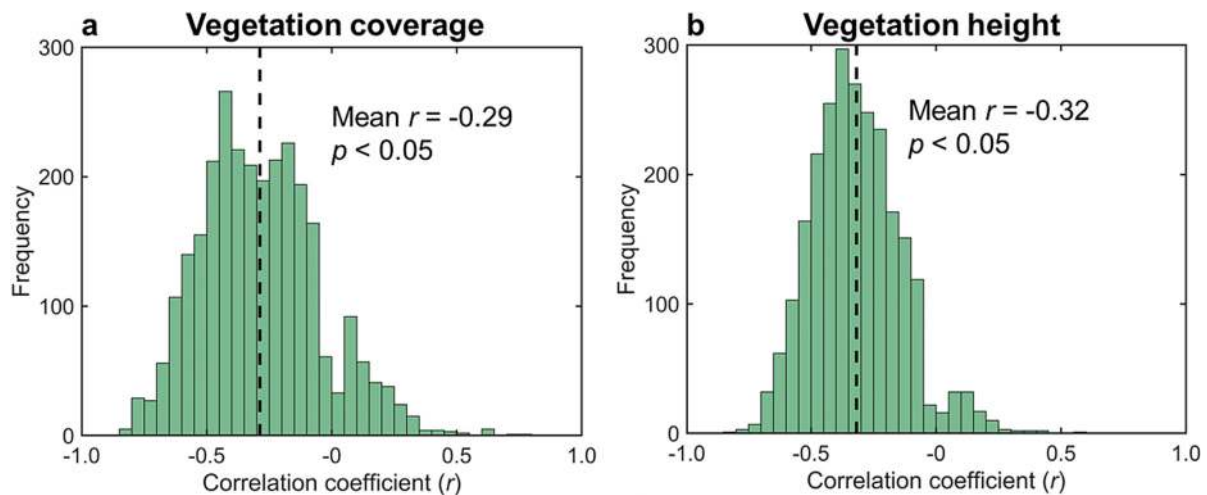 a Vegetation coverage
300
200
100
0
Frequency
Mean r = -0.29
p < 0.05
-1.0 -0.5 -0 0.5 1.0
Correlation coefficient (r)
b Vegetation height
300
200
100
0
Frequency
Mean r = -0.32
p < 0.05
-1.0 -0.5 -0 0.5 1.0
Correlation coefficient (r)